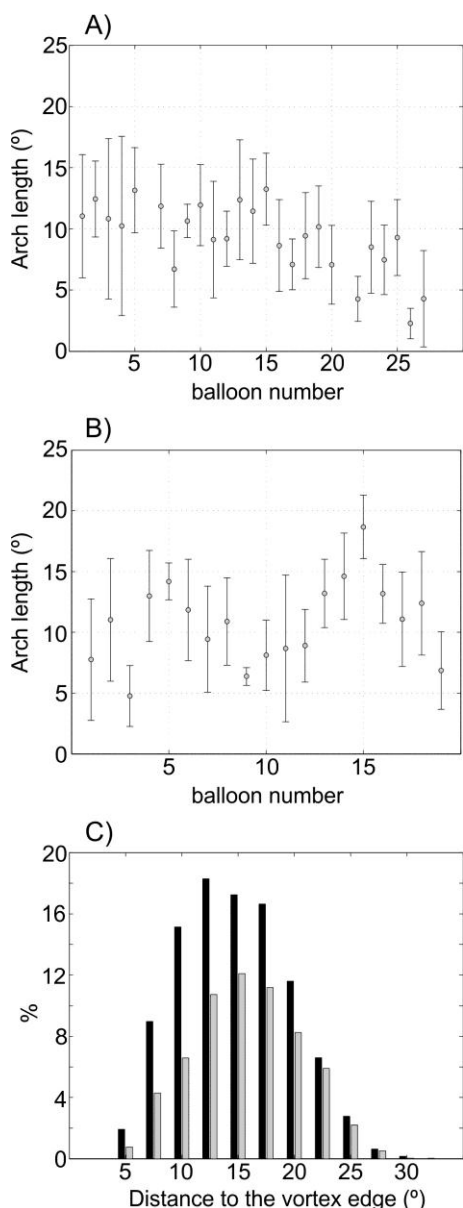 A)
25
20
15
10
5
0
Arch length (º)
5 10 15 20 25
balloon number
B)
25
20
15
10
5
0
Arch length (º)
5 10 15
balloon number
C)
20
16
12
8
4
0
%
5 10 15 20 25 30
Distance to the vortex edge (º)